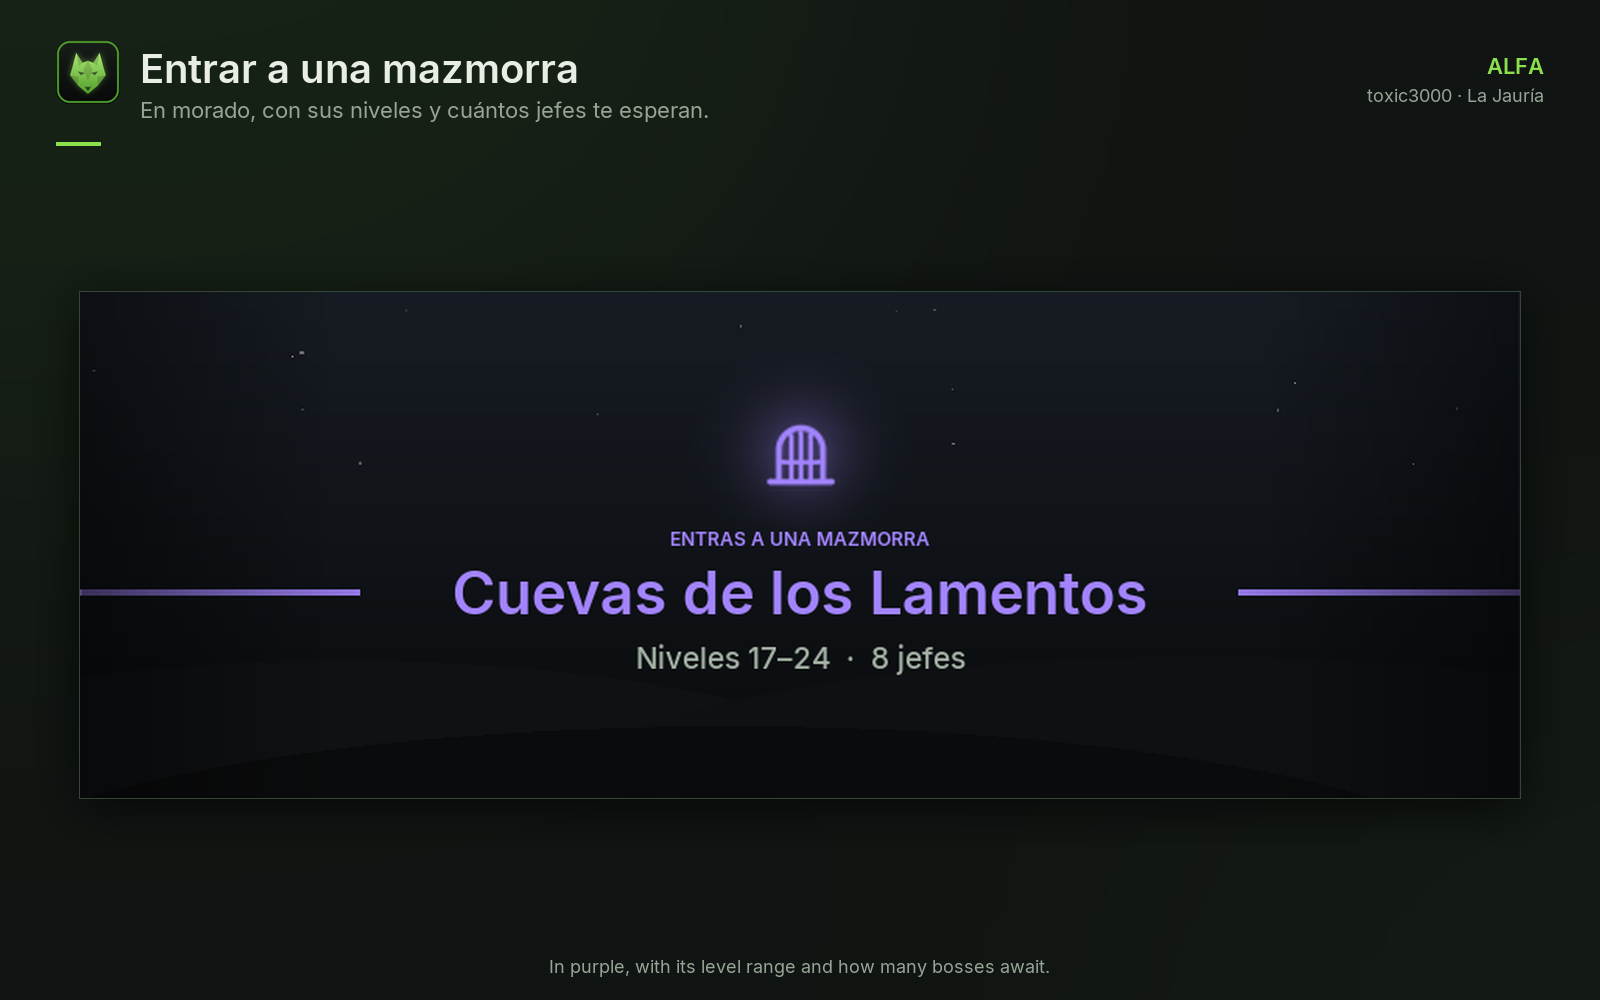 Entrar a una mazmorra
En morado, con sus niveles y cuántos jefes te esperan.
ALFA
toxic3000 · La Jauría
ENTRAS A UNA MAZMORRA
Cuevas de los Lamentos
Niveles 17–24 · 8 jefes
In purple, with its level range and how many bosses await.